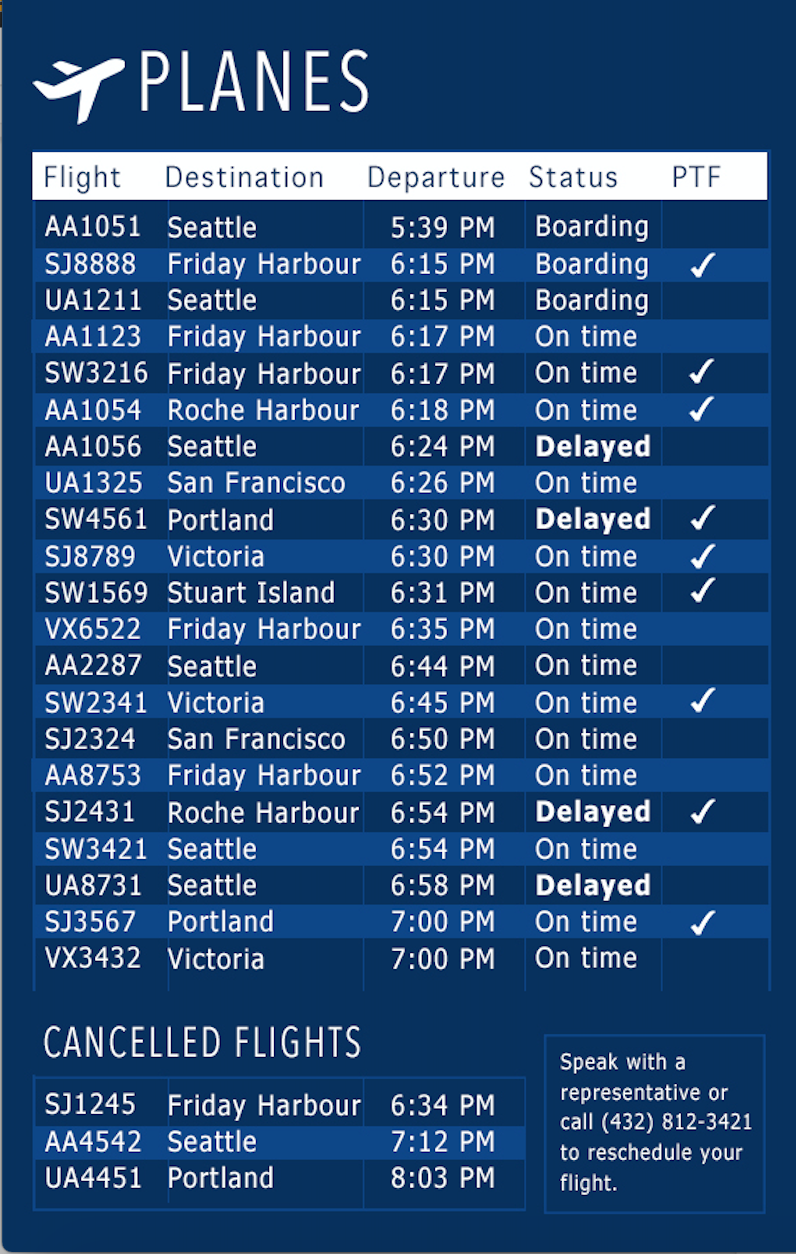 PLANES
Flight Destination Departure Status PTF
AA1051 Seattle 5:39 PM Boarding
SJ8888 Friday Harbour 6:15 PM Boarding ✓
UA1211 Seattle 6:15 PM Boarding
AA1123 Friday Harbour 6:17 PM On time
SW3216 Friday Harbour 6:17 PM On time ✓
AA1054 Roche Harbour 6:18 PM On time ✓
AA1056 Seattle 6:24 PM Delayed
UA1325 San Francisco 6:26 PM On time
SW4561 Portland 6:30 PM Delayed ✓
SJ8789 Victoria 6:30 PM On time ✓
SW1569 Stuart Island 6:31 PM On time ✓
VX6522 Friday Harbour 6:35 PM On time
AA2287 Seattle 6:44 PM On time
SW2341 Victoria 6:45 PM On time ✓
SJ2324 San Francisco 6:50 PM On time
AA8753 Friday Harbour 6:52 PM On time
SJ2431 Roche Harbour 6:54 PM Delayed ✓
SW3421 Seattle 6:54 PM On time
UA8731 Seattle 6:58 PM Delayed
SJ3567 Portland 7:00 PM On time ✓
VX3432 Victoria 7:00 PM On time
CANCELLED FLIGHTS
SJ1245 Friday Harbour 6:34 PM
AA4542 Seattle 7:12 PM
UA4451 Portland 8:03 PM
Speak with a
representative or
call (432) 812-3421
to reschedule your
flight.